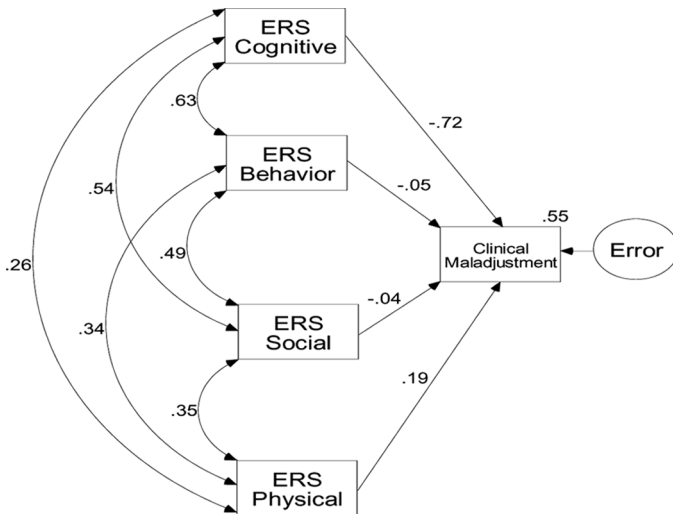 ERS
Cognitive
.63
-.72
ERS
Behavior
.54
-.05
.55
.49
Clinical
Maladjustment
Error
.26
-.04
ERS
Social
.34
.19
.35
ERS
Physical